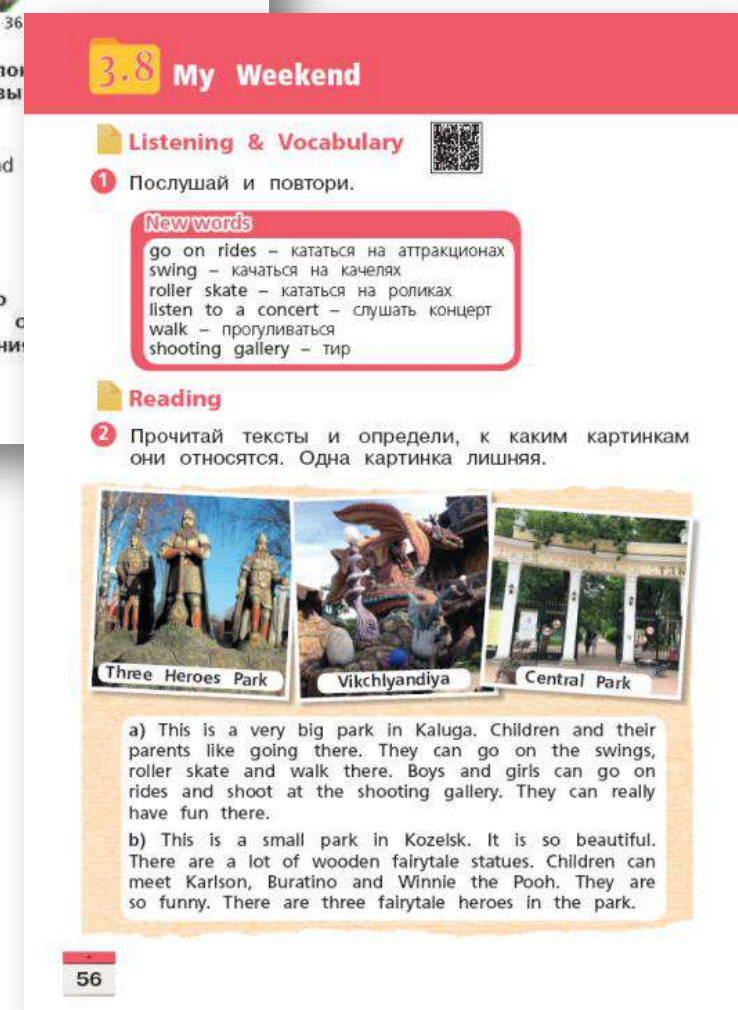 36
3.8 My Weekend
Listening & Vocabulary
1 Послушай и повтори.
New words
go on rides – кататься на аттракционах
swing – качаться на качелях
roller skate – кататься на роликах
listen to a concert – слушать концерт
walk – прогуливаться
shooting gallery – тир
Reading
2 Прочитай тексты и определи, к каким картинкам
они относятся. Одна картинка лишняя.
Three Heroes Park
Vikchlyandiya
Central Park
a) This is a very big park in Kaluga. Children and their
parents like going there. They can go on the swings,
roller skate and walk there. Boys and girls can go on
rides and shoot at the shooting gallery. They can really
have fun there.
b) This is a small park in Kozelsk. It is so beautiful.
There are a lot of wooden fairytale statues. Children can
meet Karlson, Buratino and Winnie the Pooh. They are
so funny. There are three fairytale heroes in the park.
56